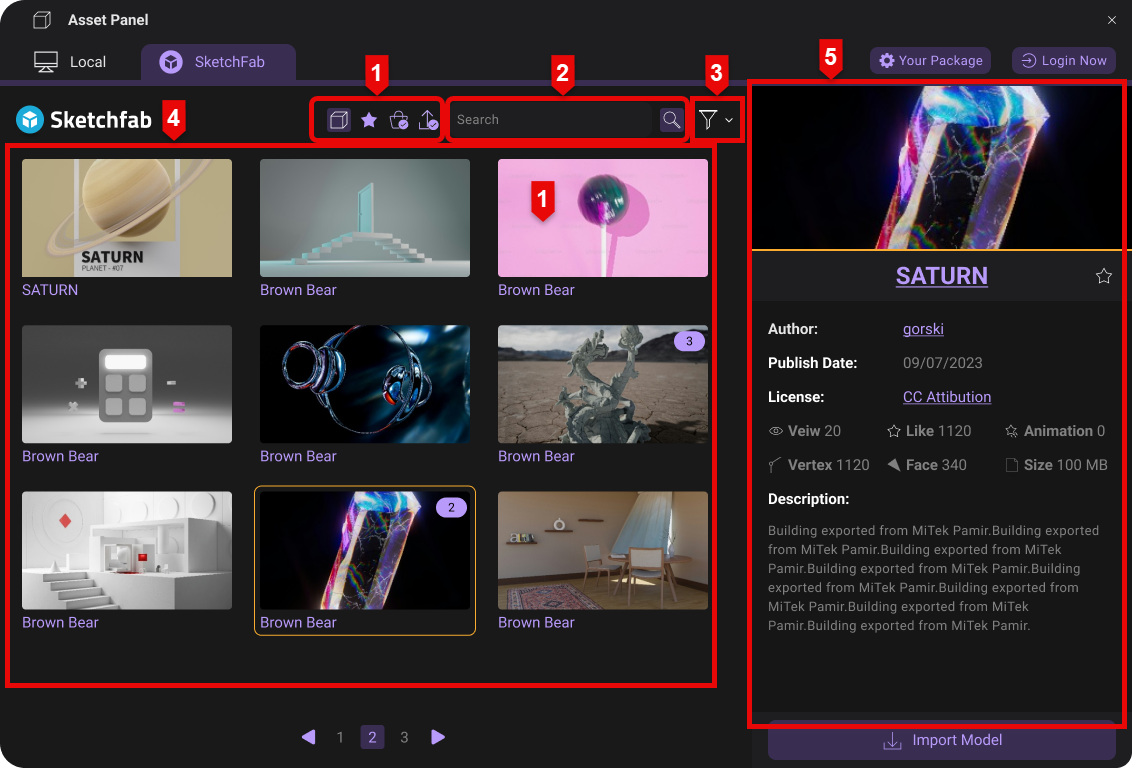 Asset Panel
Local
SketchFab
Your Package
Login Now
1
2
3
5
Sketchfab
4
Search
SATURN
PLANET - #07
1
SATURN
Brown Bear
Brown Bear
3
Brown Bear
Brown Bear
Brown Bear
2
Brown Bear
Brown Bear
Brown Bear
1
2
3
SATURN
Author: gorski
Publish Date: 09/07/2023
License: CC Attibution
Veiw 20 Like 1120 Animation 0
Vertex 1120 Face 340 Size 100 MB
Description:
Building exported from MiTek Pamir.Building exported
from MiTek Pamir.Building exported from MiTek
Pamir.Building exported from MiTek Pamir.Building
exported from MiTek Pamir.Building exported from
MiTek Pamir.Building exported from MiTek
Pamir.Building exported from MiTek Pamir.
Import Model